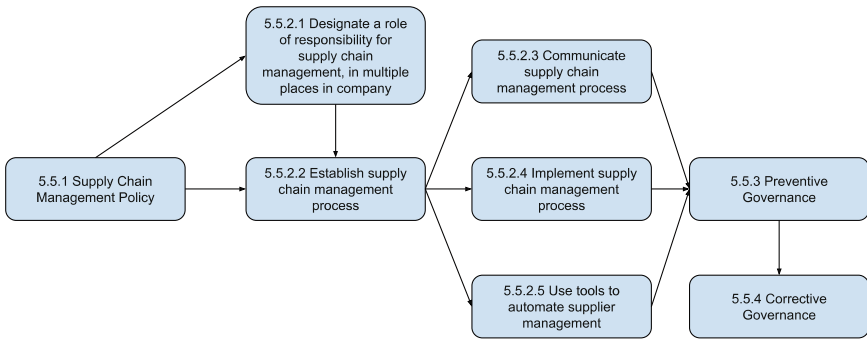 5.5.2.1 Designate a role
of responsibility for
supply chain
management, in multiple
places in company
5.5.2.3 Communicate
supply chain
management process
5.5.1 Supply Chain
Management Policy
5.5.2.2 Establish supply
chain management
process
5.5.2.4 Implement supply
chain management
process
5.5.3 Preventive
Governance
5.5.2.5 Use tools to
automate supplier
management
5.5.4 Corrective
Governance